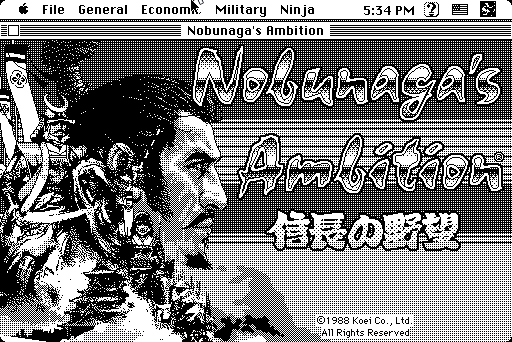 File General Economic Military Ninja 5:34 PM
Nobunaga's Ambition
Nobunaga's
Ambition®
信長の野望
©1988 Koei Co., Ltd.
All Rights Reserved